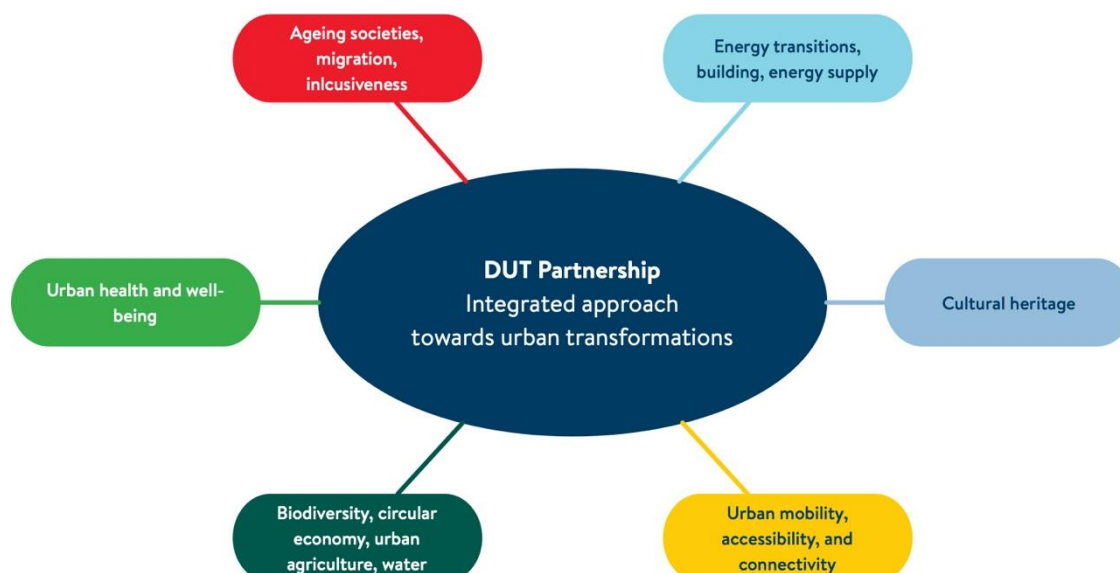 Ageing societies,
migration,
inlcusiveness
Energy transitions,
building, energy supply
DUT Partnership
Integrated approach
towards urban transformations
Urban health and well-
being
Cultural heritage
Biodiversity, circular
economy, urban
agriculture, water
Urban mobility,
accessibility, and
connectivity